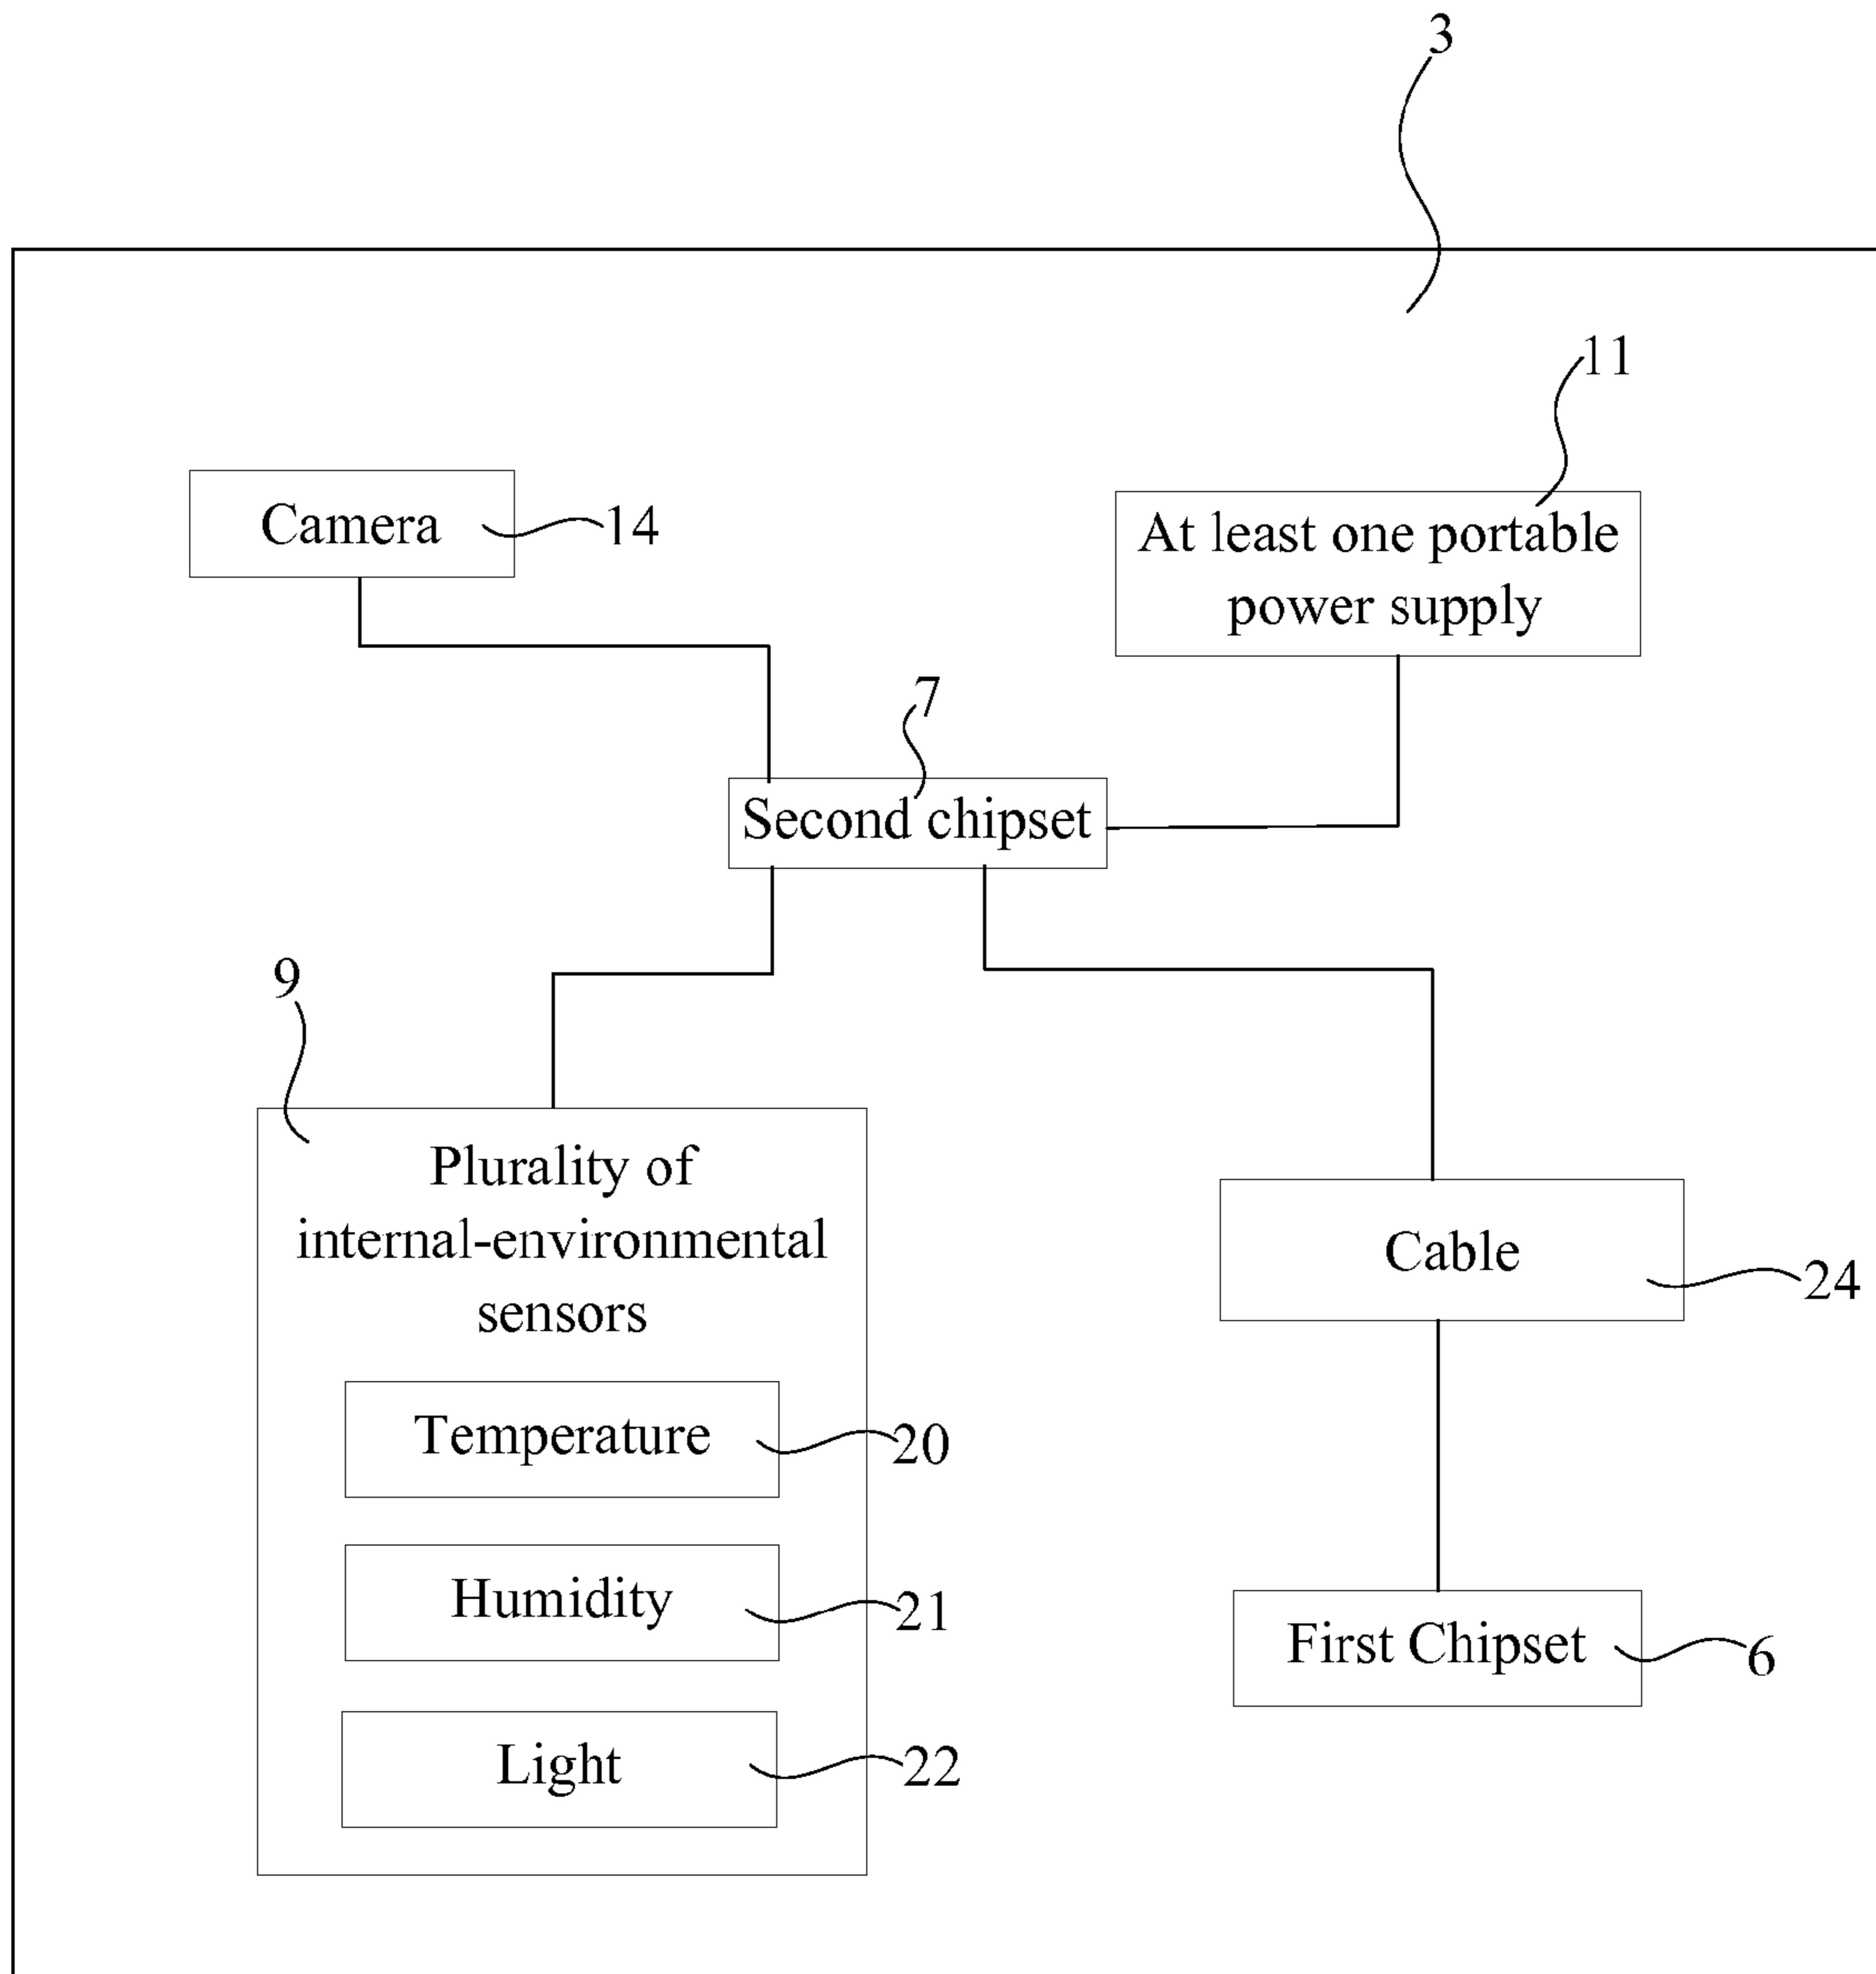 3
11
Camera
14
At least one portable
power supply
7
Second chipset
9
Plurality of
internal-environmental
sensors
Cable
24
Temperature
20
Humidity
21
First Chipset
6
Light
22